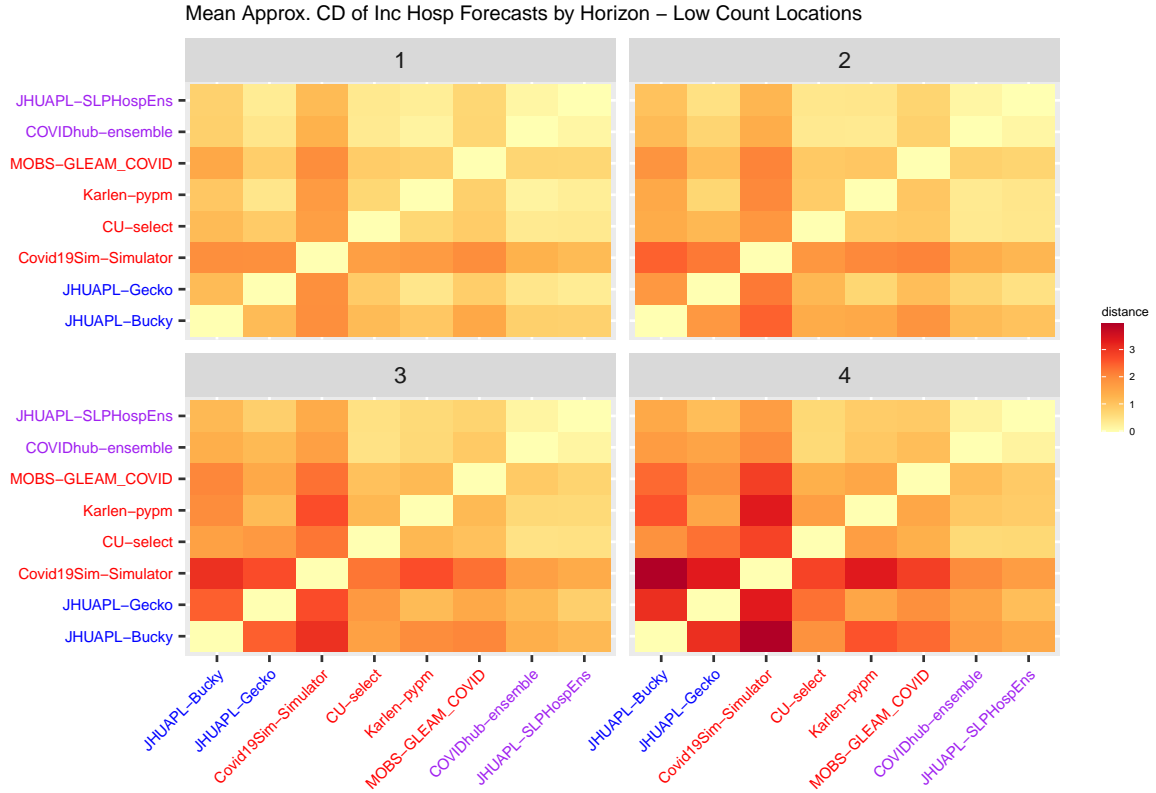 Mean Approx. CD of Inc Hosp Forecasts by Horizon − Low Count Locations
1
2
JHUAPL−SLPHospEns
COVIDhub−ensemble
MOBS−GLEAM_COVID
Karlen−pypm
CU−select
Covid19Sim−Simulator
JHUAPL−Gecko
JHUAPL−Bucky
distance
3
2
1
0
3
4
JHUAPL−SLPHospEns
COVIDhub−ensemble
MOBS−GLEAM_COVID
Karlen−pypm
CU−select
Covid19Sim−Simulator
JHUAPL−Gecko
JHUAPL−Bucky
JHUAPL−Bucky
JHUAPL−Gecko
Covid19Sim−Simulator
CU−select
Karlen−pypm
MOBS−GLEAM_COVID
COVIDhub−ensemble
JHUAPL−SLPHospEns
JHUAPL−Bucky
JHUAPL−Gecko
Covid19Sim−Simulator
CU−select
Karlen−pypm
MOBS−GLEAM_COVID
COVIDhub−ensemble
JHUAPL−SLPHospEns